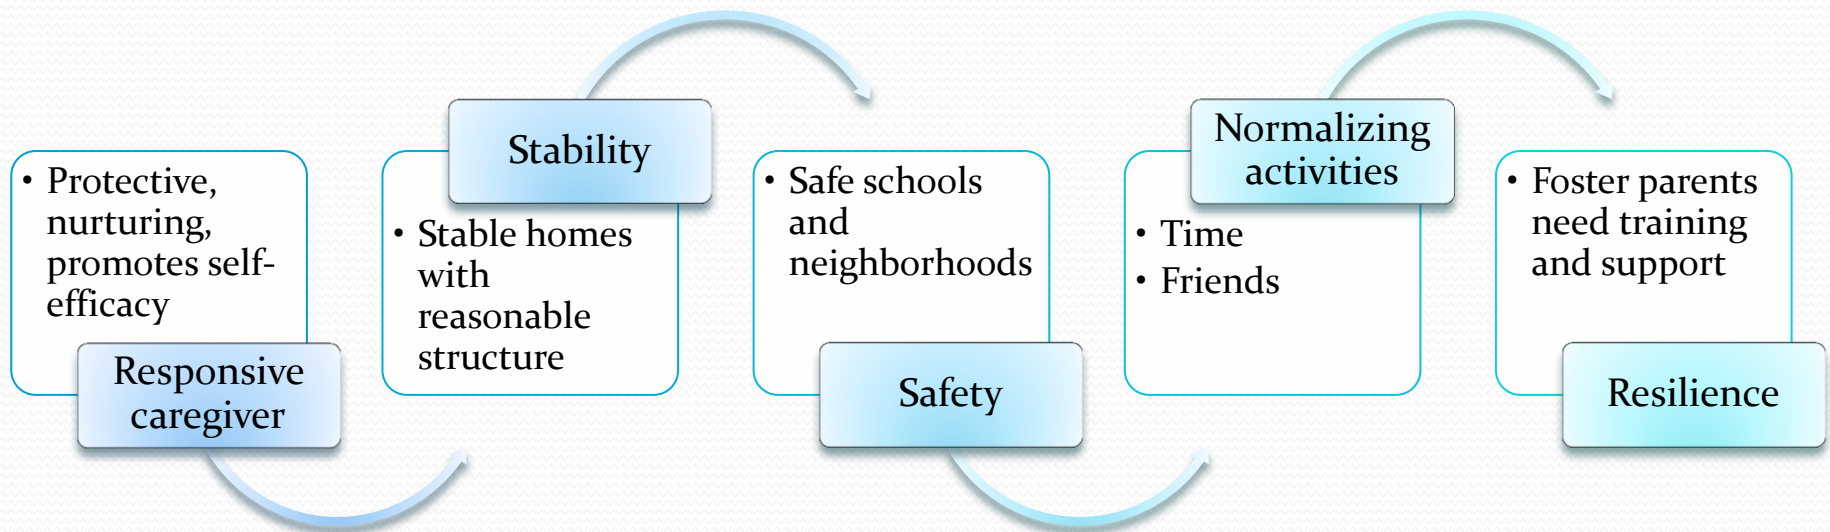 • Protective,
nurturing,
promotes self-
efficacy
Responsive
caregiver
Stability
• Stable homes
with
reasonable
structure
• Safe schools
and
neighborhoods
Safety
Normalizing
activities
• Time
• Friends
• Foster parents
need training
and support
Resilience